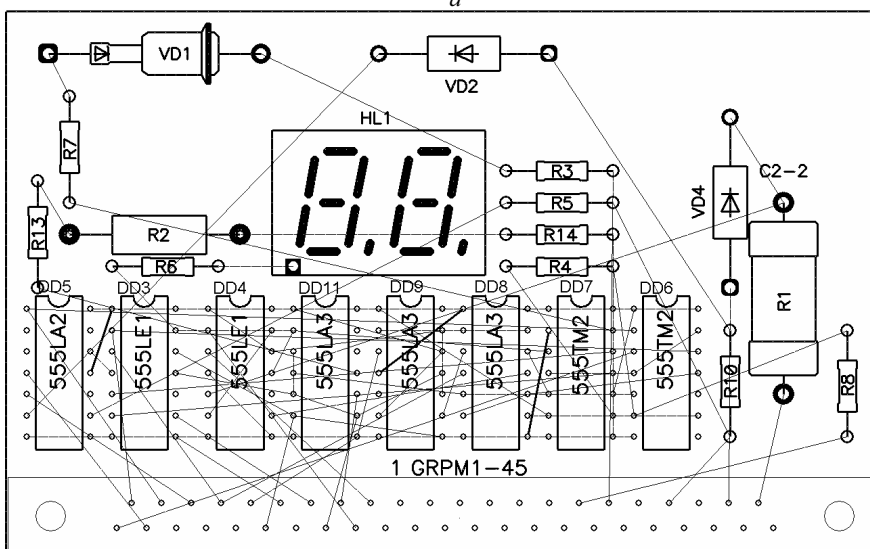 a
VD1
VD2
HL1
R7
R3
C2-2
R5
VD4
R13
R2
R14
R6
R4
R1
DD5
DD3
DD4
DD11
DD9
DD8
DD7
DD6
555LA2
555LE1
555LE1
555LA3
555LA3
555LA3
555TM2
555TM2
R10
R8
1 GRPM1-45